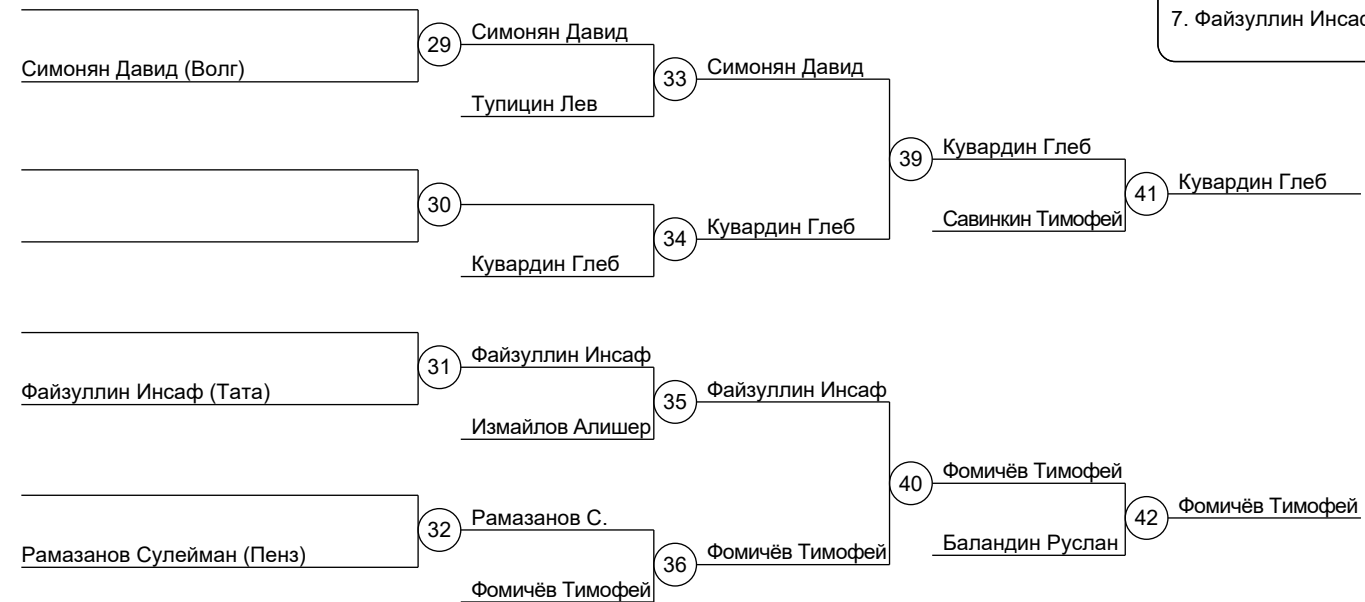 7. Файзуллин Инсаф
29
Симонян Давид
Симонян Давид (Волг)
33
Симонян Давид
Тупицин Лев
39
Кувардин Глеб
30
41
Кувардин Глеб
Савинкин Тимофей
34
Кувардин Глеб
Кувардин Глеб
31
Файзуллин Инсаф
Файзуллин Инсаф (Тата)
35
Файзуллин Инсаф
Измайлов Алишер
40
Фомичёв Тимофей
32
Рамазанов С.
42
Фомичёв Тимофей
Рамазанов Сулейман (Пенз)
36
Фомичёв Тимофей
Баландин Руслан
Фомичёв Тимофей